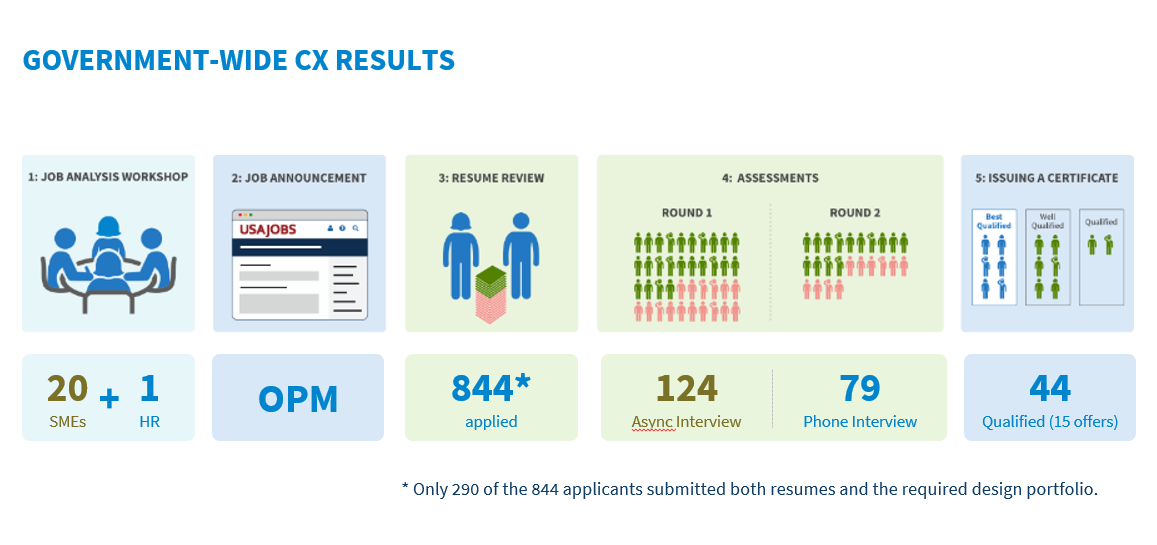 GOVERNMENT-WIDE CX RESULTS
1: JOB ANALYSIS WORKSHOP
2: JOB ANNOUNCEMENT
USAJOBS
3: RESUME REVIEW
4: ASSESSMENTS
ROUND 1
ROUND 2
5: ISSUING A CERTIFICATE
Best
Qualified
Well
Qualified
Qualified
20 + 1
SMEs
HR
OPM
844*
applied
124
Async Interview
79
Phone Interview
44
Qualified (15 offers)
* Only 290 of the 844 applicants submitted both resumes and the required design portfolio.